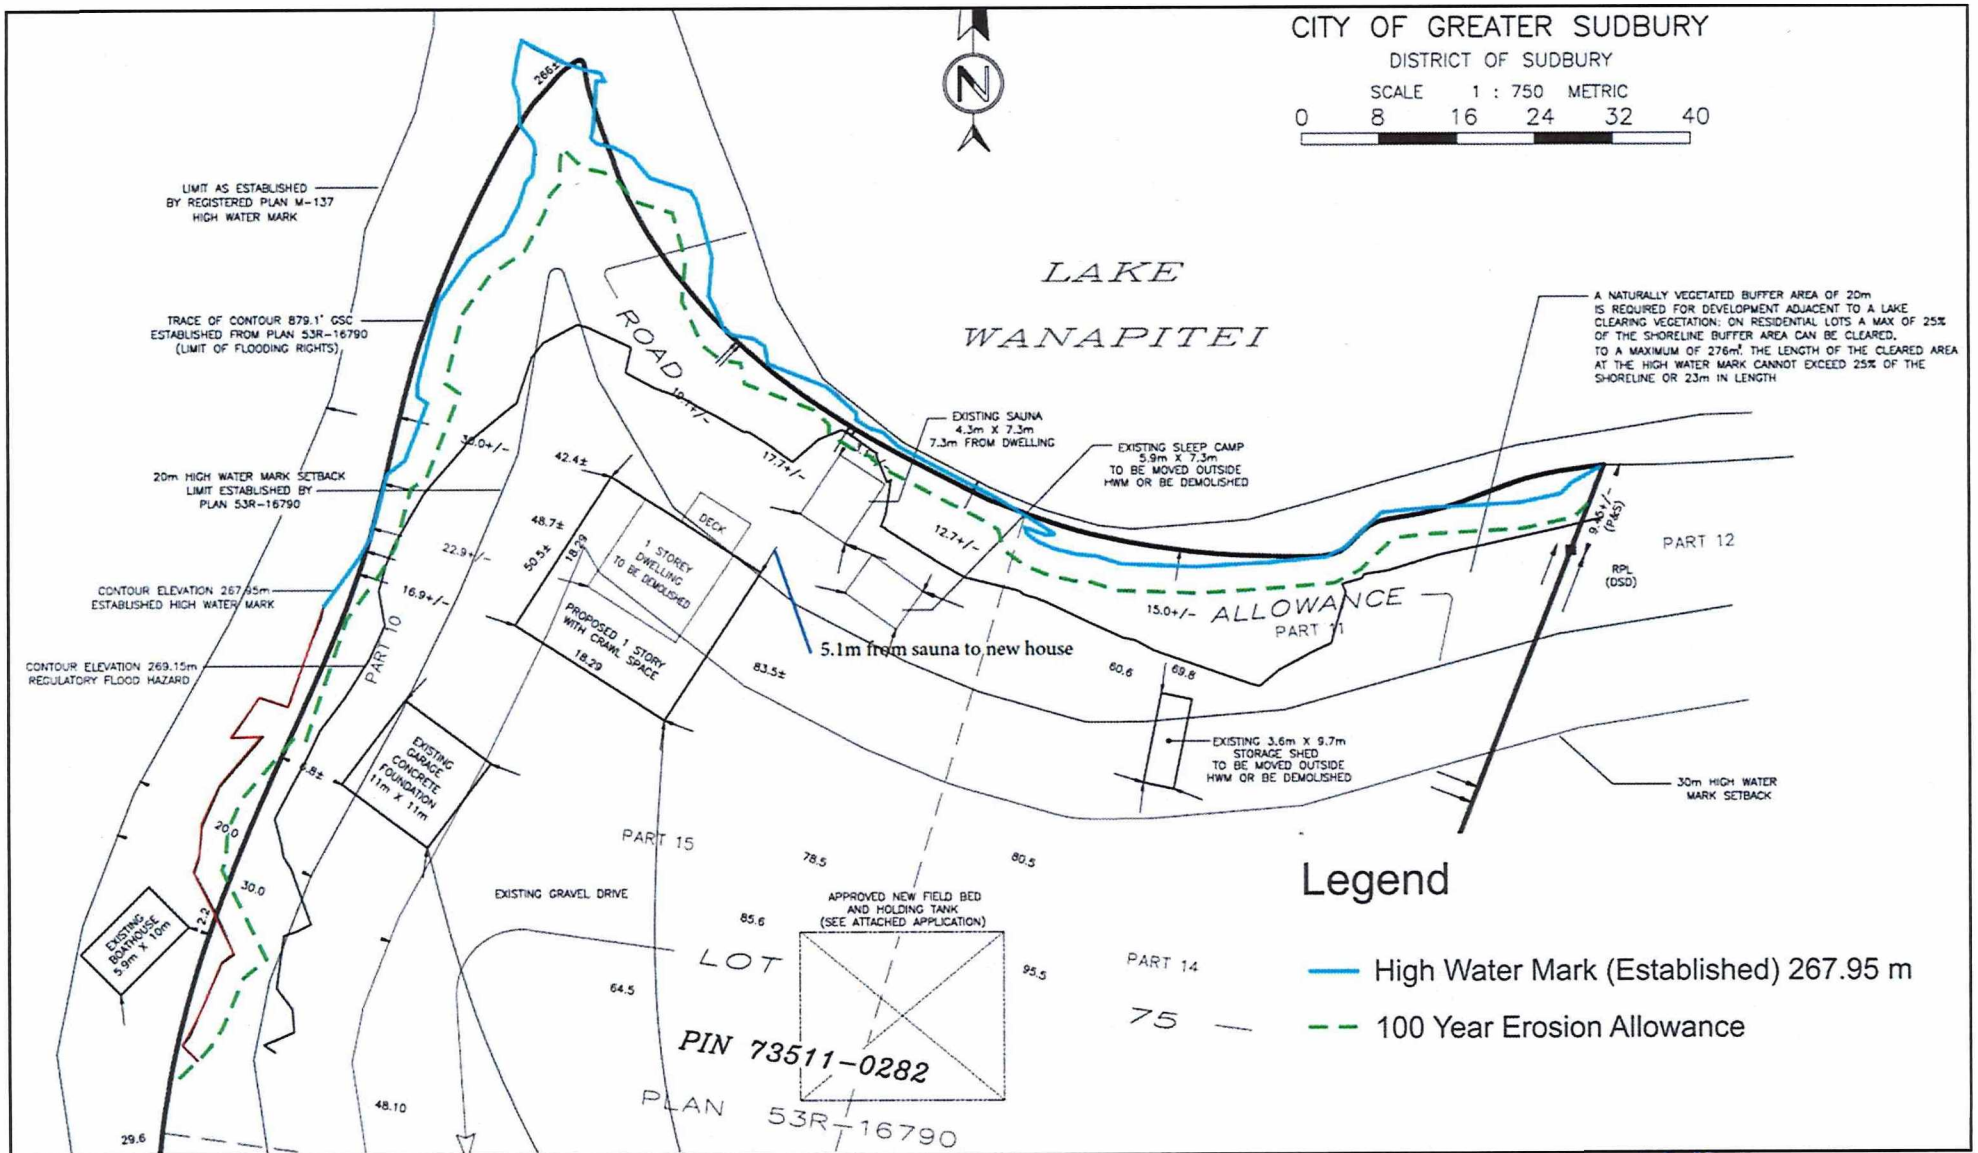 CITY OF GREATER SUDBURY
DISTRICT OF SUDBURY
SCALE 1 : 750 METRIC
0 8 16 24 32 40
N
266±
LIMIT AS ESTABLISHED
BY REGISTERED PLAN M-137
HIGH WATER MARK
LAKE
WANAPITEI
A NATURALLY VEGETATED BUFFER AREA OF 20m
IS REQUIRED FOR DEVELOPMENT ADJACENT TO A LAKE
CLEARING VEGETATION: ON RESIDENTIAL LOTS A MAX OF 25%
OF THE SHORELINE BUFFER AREA CAN BE CLEARED,
TO A MAXIMUM OF 276m². THE LENGTH OF THE CLEARED AREA
AT THE HIGH WATER MARK CANNOT EXCEED 25% OF THE
SHORELINE OR 23m IN LENGTH
TRACE OF CONTOUR 879.1' GSC
ESTABLISHED FROM PLAN 53R-16790
(LIMIT OF FLOODING RIGHTS)
ROAD
19.1+/-
EXISTING SAUNA
4.3m X 7.3m
7.3m FROM DWELLING
EXISTING SLEEP CAMP
5.9m X 7.3m
TO BE MOVED OUTSIDE
HWM OR BE DEMOLISHED
30.0+/-
42.4±
17.7+/-
20m HIGH WATER MARK SETBACK
LIMIT ESTABLISHED BY
PLAN 53R-16790
DECK
48.7±
50.5±
18.29
1 STOREY
DWELLING
TO BE DEMOLISHED
12.7+/-
22.9+/-
9.45+/-
(P&S)
PART 12
RPL
(DSD)
CONTOUR ELEVATION 267.95m
ESTABLISHED HIGH WATER MARK
16.9+/-
PROPOSED 1 STORY
WITH CRAWL SPACE
18.29
15.0+/-
ALLOWANCE
PART 11
PART 10
5.1m from sauna to new house
CONTOUR ELEVATION 269.15m
REGULATORY FLOOD HAZARD
83.5±
60.6
69.8
EXISTING
GARAGE
CONCRETE
FOUNDATION
11m X 11m
6.8±
EXISTING 3.6m X 9.7m
STORAGE SHED
TO BE MOVED OUTSIDE
HWM OR BE DEMOLISHED
30m HIGH WATER
MARK SETBACK
20.0
PART 15
78.5
80.5
30.0
EXISTING GRAVEL DRIVE
APPROVED NEW FIELD BED
AND HOLDING TANK
(SEE ATTACHED APPLICATION)
Legend
EXISTING
BOATHOUSE
5.9m X 10m
2.2
85.6
LOT
95.5
PART 14
High Water Mark (Established) 267.95 m
64.5
75
100 Year Erosion Allowance
PIN 73511-0282
48.10
PLAN 53R-16790
29.6